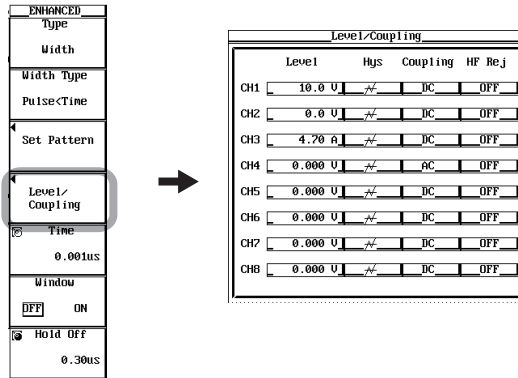 ENHANCED
Type
Width
Width Type
Pulse<Time
Set Pattern
Level/
Coupling
Time
0.001us
Window
OFF ON
Hold Off
0.30us
Level/Coupling
Level Hys Coupling HF Rej
CH1 10.0 V DC OFF
CH2 0.0 V DC OFF
CH3 4.70 A DC OFF
CH4 0.000 V AC OFF
CH5 0.000 V DC OFF
CH6 0.000 V DC OFF
CH7 0.000 V DC OFF
CH8 0.000 V DC OFF